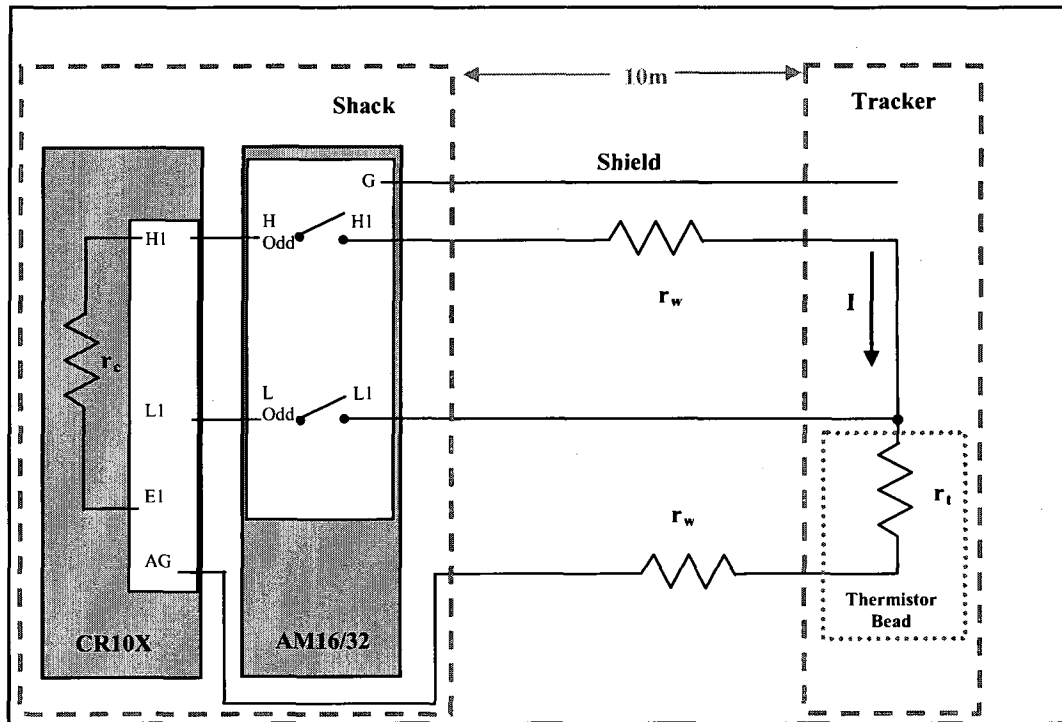 10m
Shack
Tracker
Shield
G
H
Odd
H1
H1
r_w
I
r_c
L
Odd
L1
L1
E1
r_t
r_w
AG
Thermistor
Bead
CR10X
AM16/32